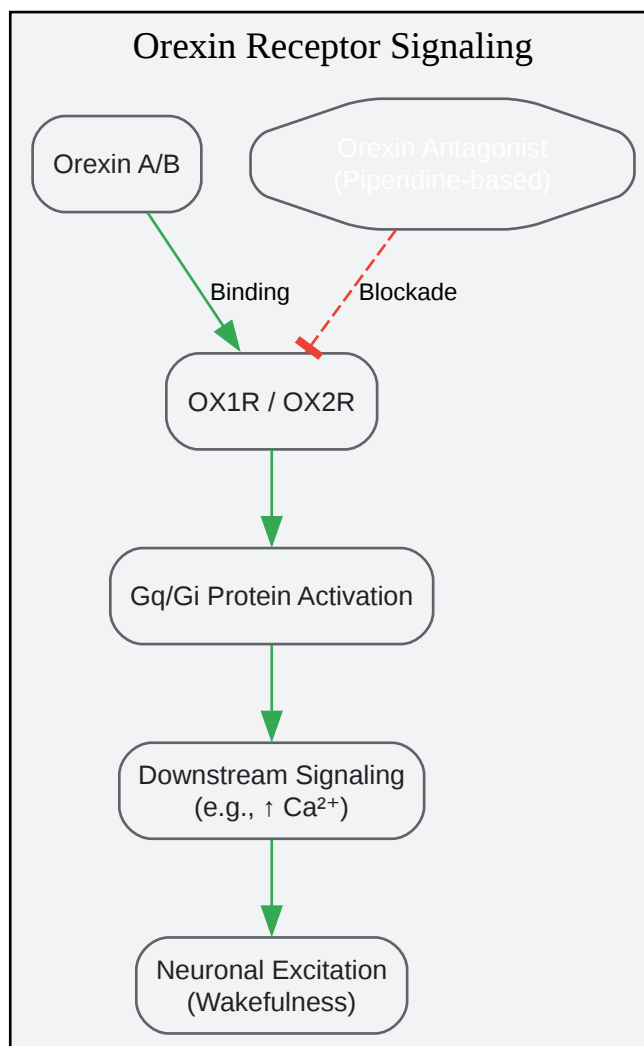 Orexin Receptor Signaling
Orexin A/B
Orexin Antagonist
(Piperidine-based)
Binding
Blockade
OX1R / OX2R
Gq/Gi Protein Activation
Downstream Signaling
(e.g., ↑ Ca²⁺)
Neuronal Excitation
(Wakefulness)